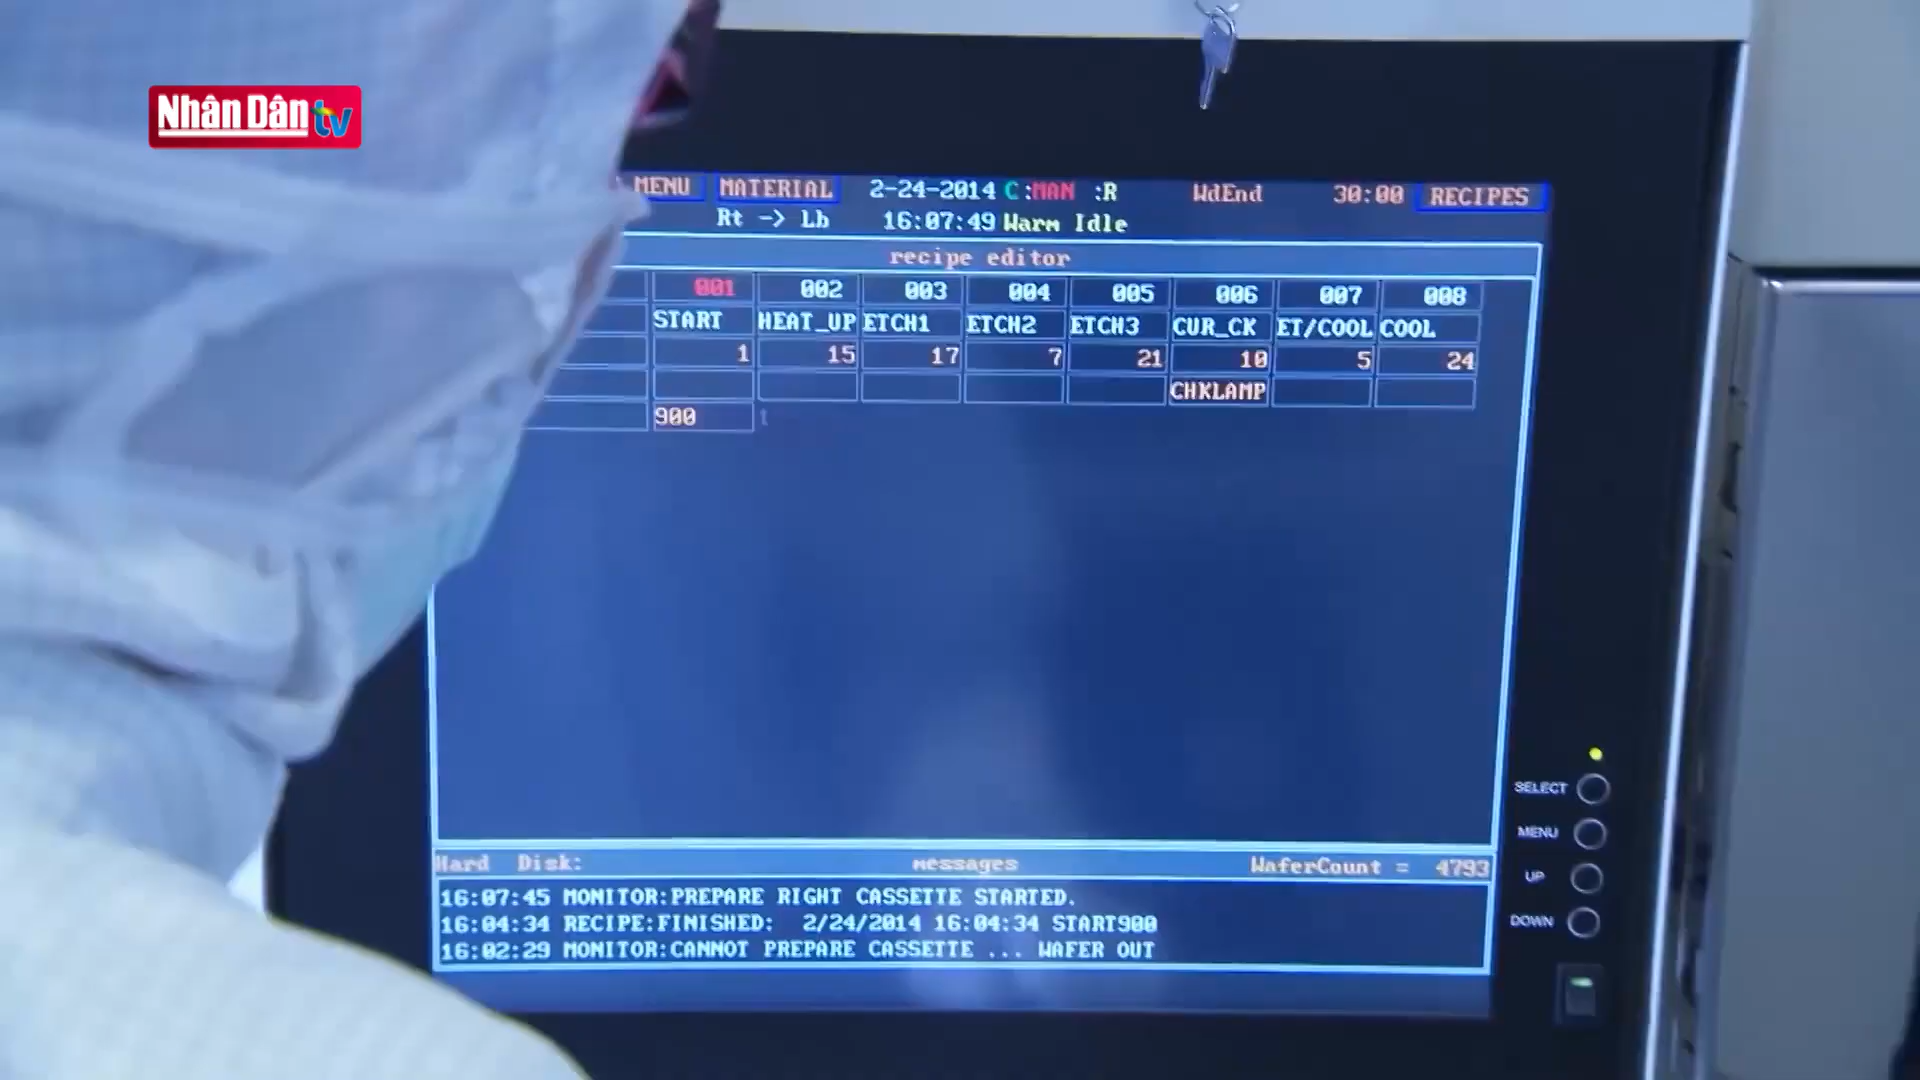 Nhân Dân tv
MENU MATERIAL 2-24-2014 C:MAN :R WdEnd 30:00 RECIPES
Rt -> Lb 16:07:49 Warm Idle
recipe editor
001 002 003 004 005 006 007 008
START HEAT_UP ETCH1 ETCH2 ETCH3 CUR_CK ET/COOL COOL
1 15 17 7 21 10 5 24
CHKLAMP
900
SELECT
MENU
UP
DOWN
Hard Disk: messages WaferCount = 4793
16:07:45 MONITOR:PREPARE RIGHT CASSETTE STARTED.
16:04:34 RECIPE:FINISHED: 2/24/2014 16:04:34 START900
16:02:29 MONITOR:CANNOT PREPARE CASSETTE ... WAFER OUT